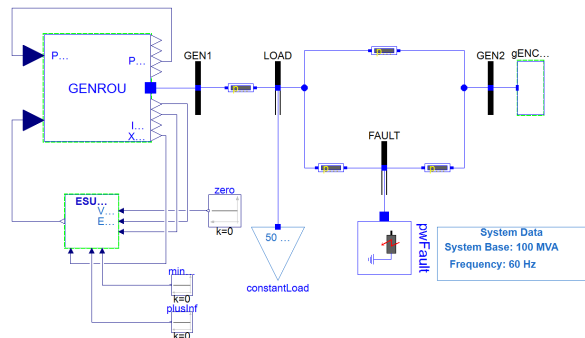 P...
P...
GENROU
I...
X...
GEN1
LOAD
GEN2
gENC...
FAULT
ESU...
V...
E...
zero
k=0
50 ...
constantLoad
pwFault
System Data
System Base: 100 MVA
Frequency: 60 Hz
min
k=0
plusInf
k=0